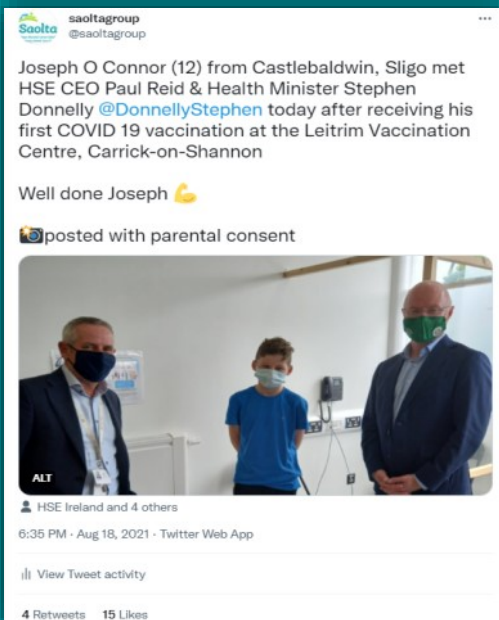 saoltagroup
Saolta
@saoltagroup
Joseph O Connor (12) from Castlebaldwin, Sligo met
HSE CEO Paul Reid & Health Minister Stephen
Donnelly @DonnellyStephen today after receiving his
first COVID 19 vaccination at the Leitrim Vaccination
Centre, Carrick-on-Shannon
Well done Joseph 💪
📸posted with parental consent
ALT
HSE Ireland and 4 others
6:35 PM · Aug 18, 2021 · Twitter Web App
View Tweet activity
4 Retweets 15 Likes